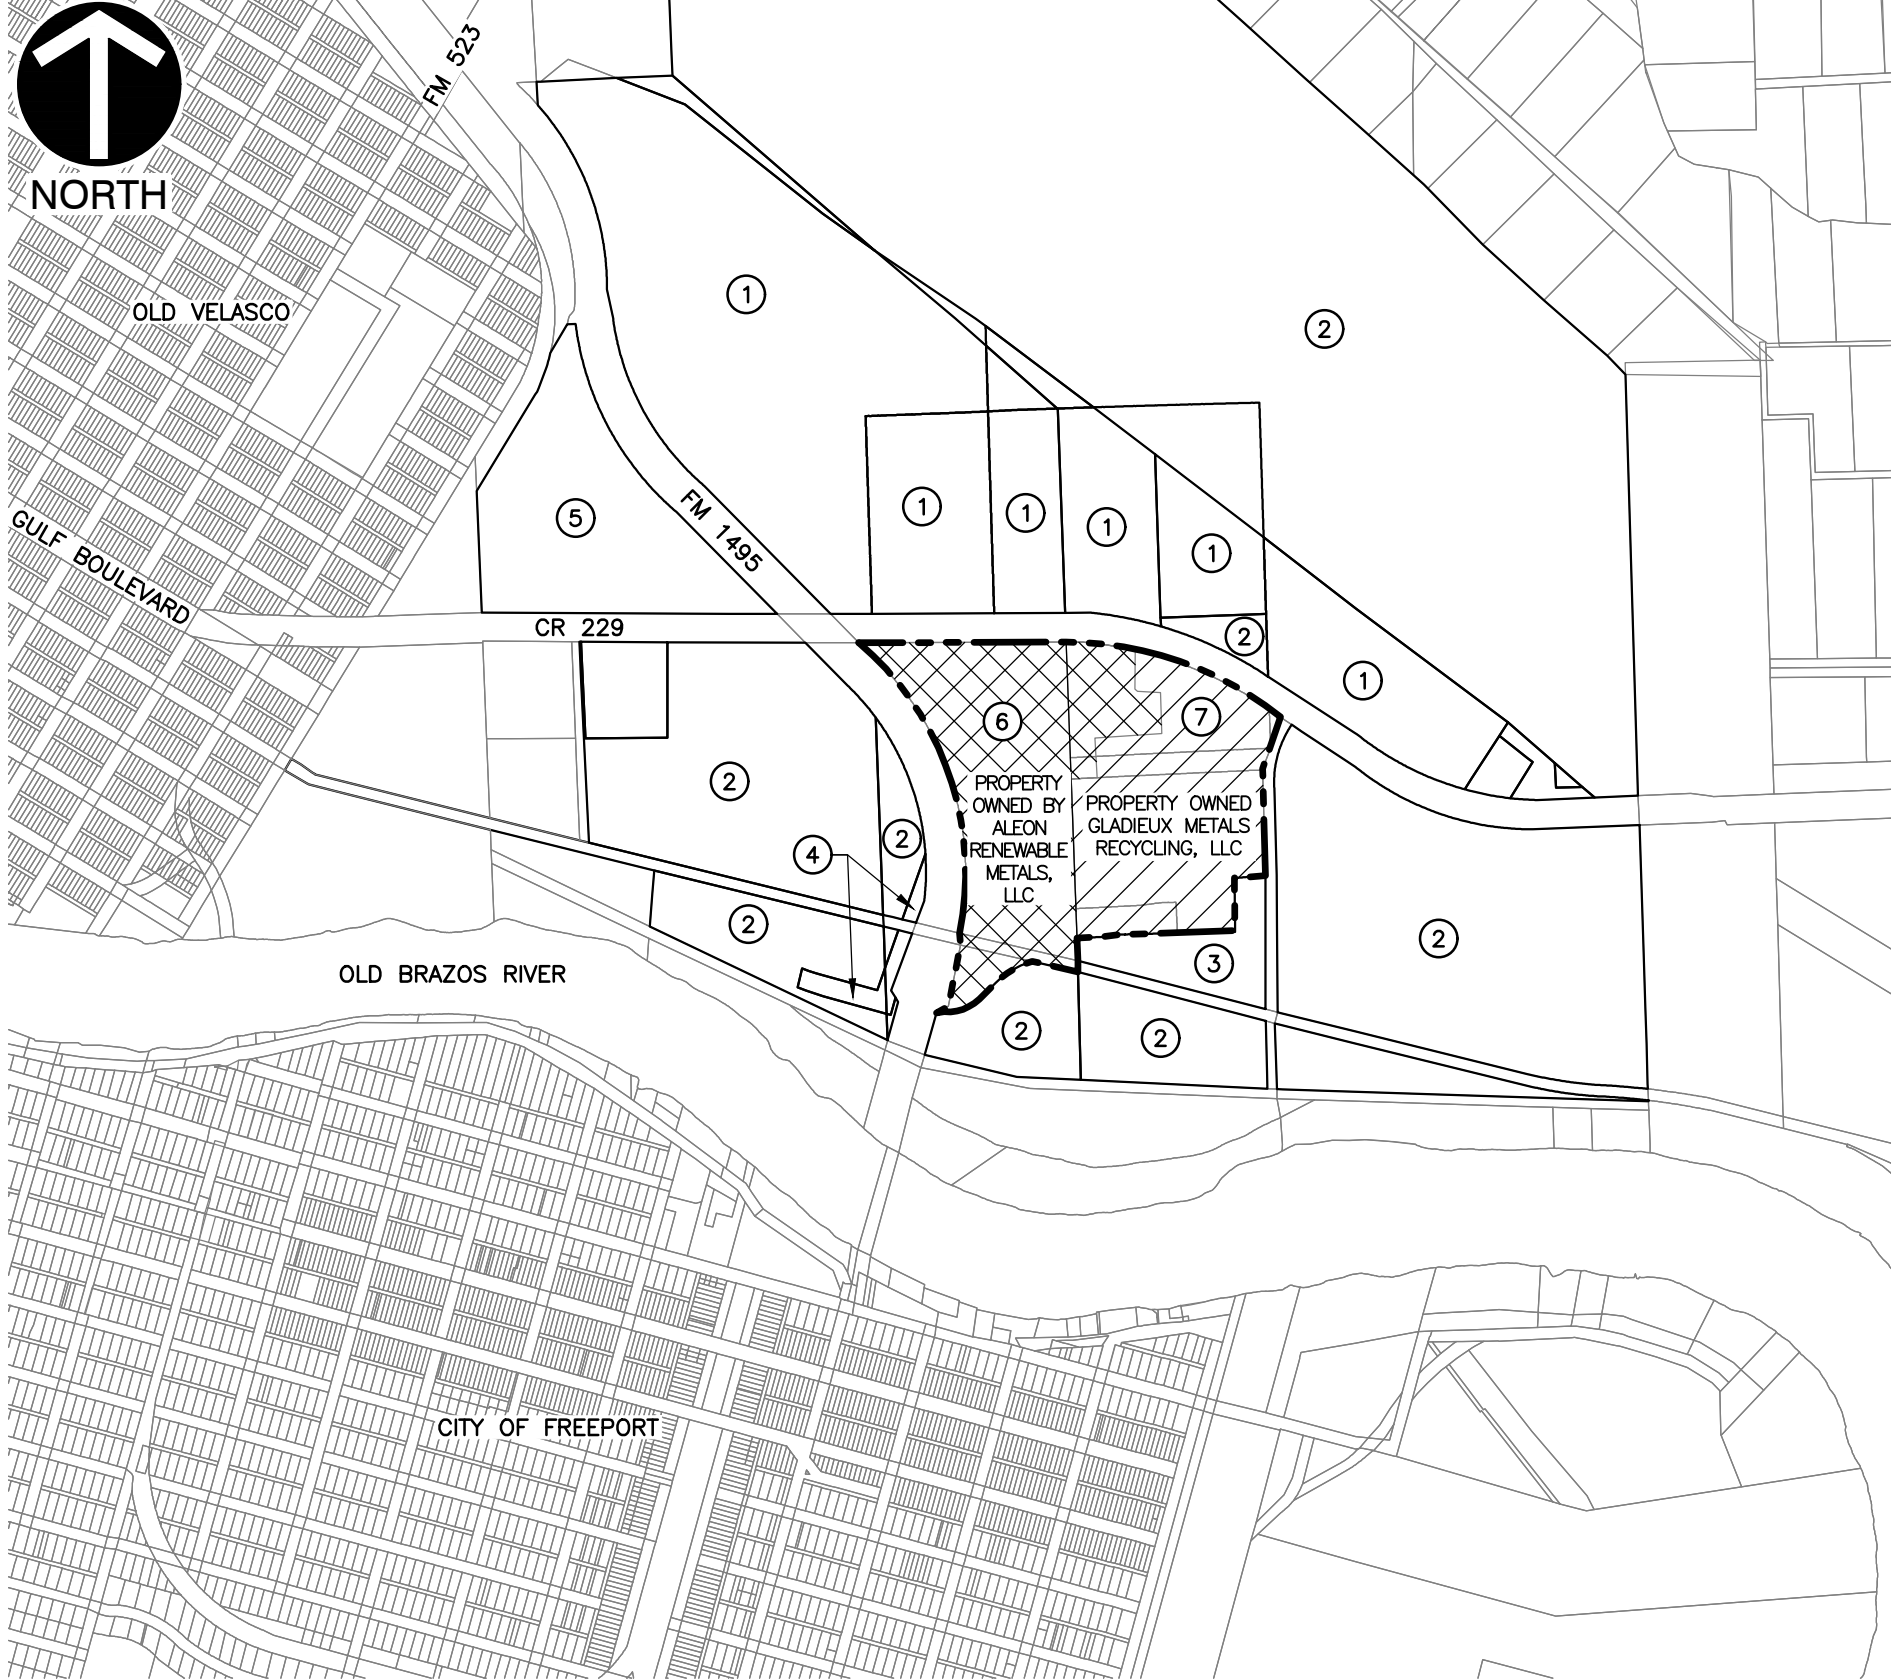 FM 523
NORTH
1
OLD VELASCO
2
FM 1495
1
1
1
1
5
GULF BOULEVARD
CR 229
2
1
6
7
2
PROPERTY
OWNED BY
ALEON
RENEWABLE
METALS,
LLC
PROPERTY OWNED
GLADIEUX METALS
RECYCLING, LLC
2
4
2
2
3
OLD BRAZOS RIVER
2
2
CITY OF FREEPORT